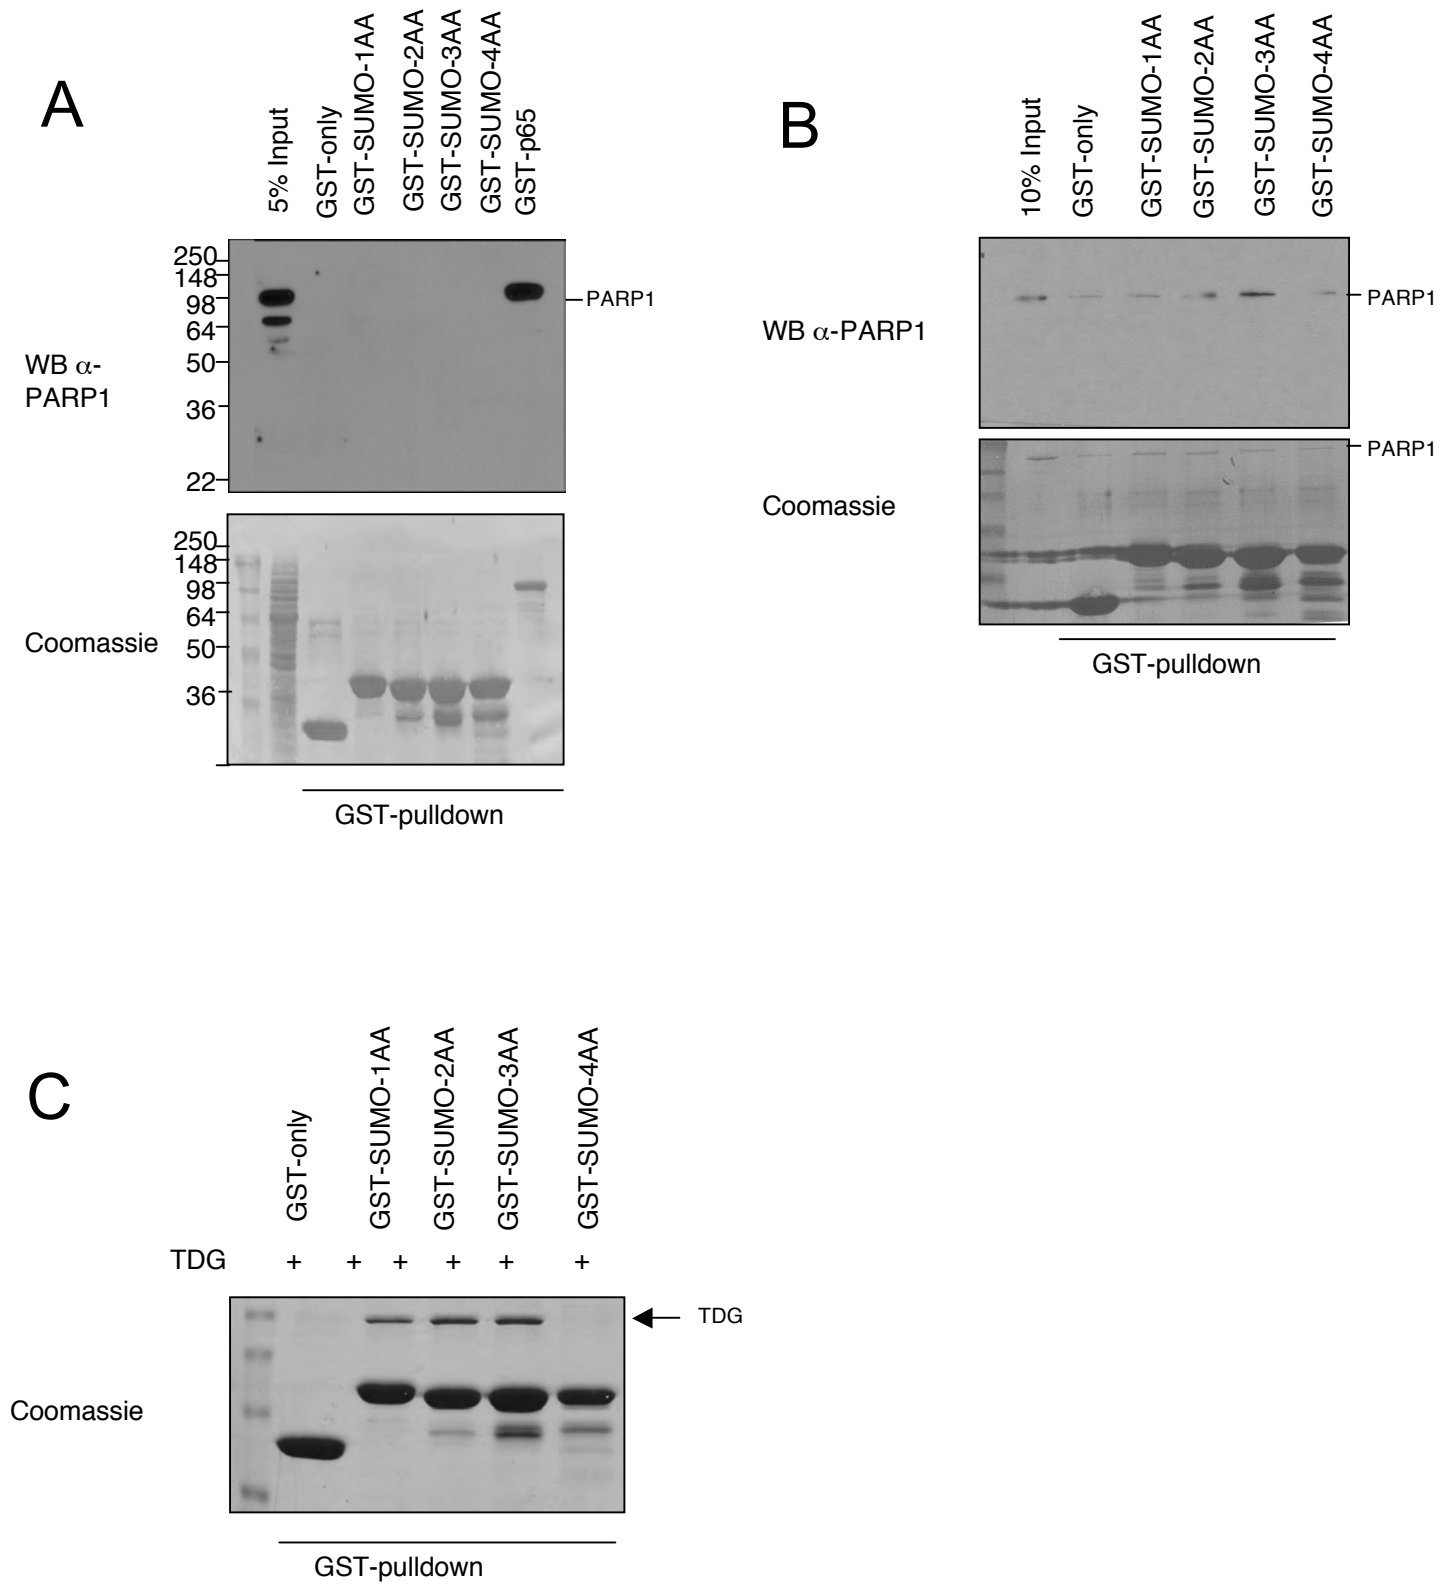 A
5% Input
GST-only
GST-SUMO-1AA
GST-SUMO-2AA
GST-SUMO-3AA
GST-SUMO-4AA
GST-p65
250
148
98
64
50
36
22
PARP1
WB α-
PARP1
250
148
98
64
50
36
Coomassie
GST-pulldown
B
10% Input
GST-only
GST-SUMO-1AA
GST-SUMO-2AA
GST-SUMO-3AA
GST-SUMO-4AA
WB α-PARP1
PARP1
PARP1
Coomassie
GST-pulldown
C
GST-only
GST-SUMO-1AA
GST-SUMO-2AA
GST-SUMO-3AA
GST-SUMO-4AA
TDG + + + + + +
TDG
Coomassie
GST-pulldown